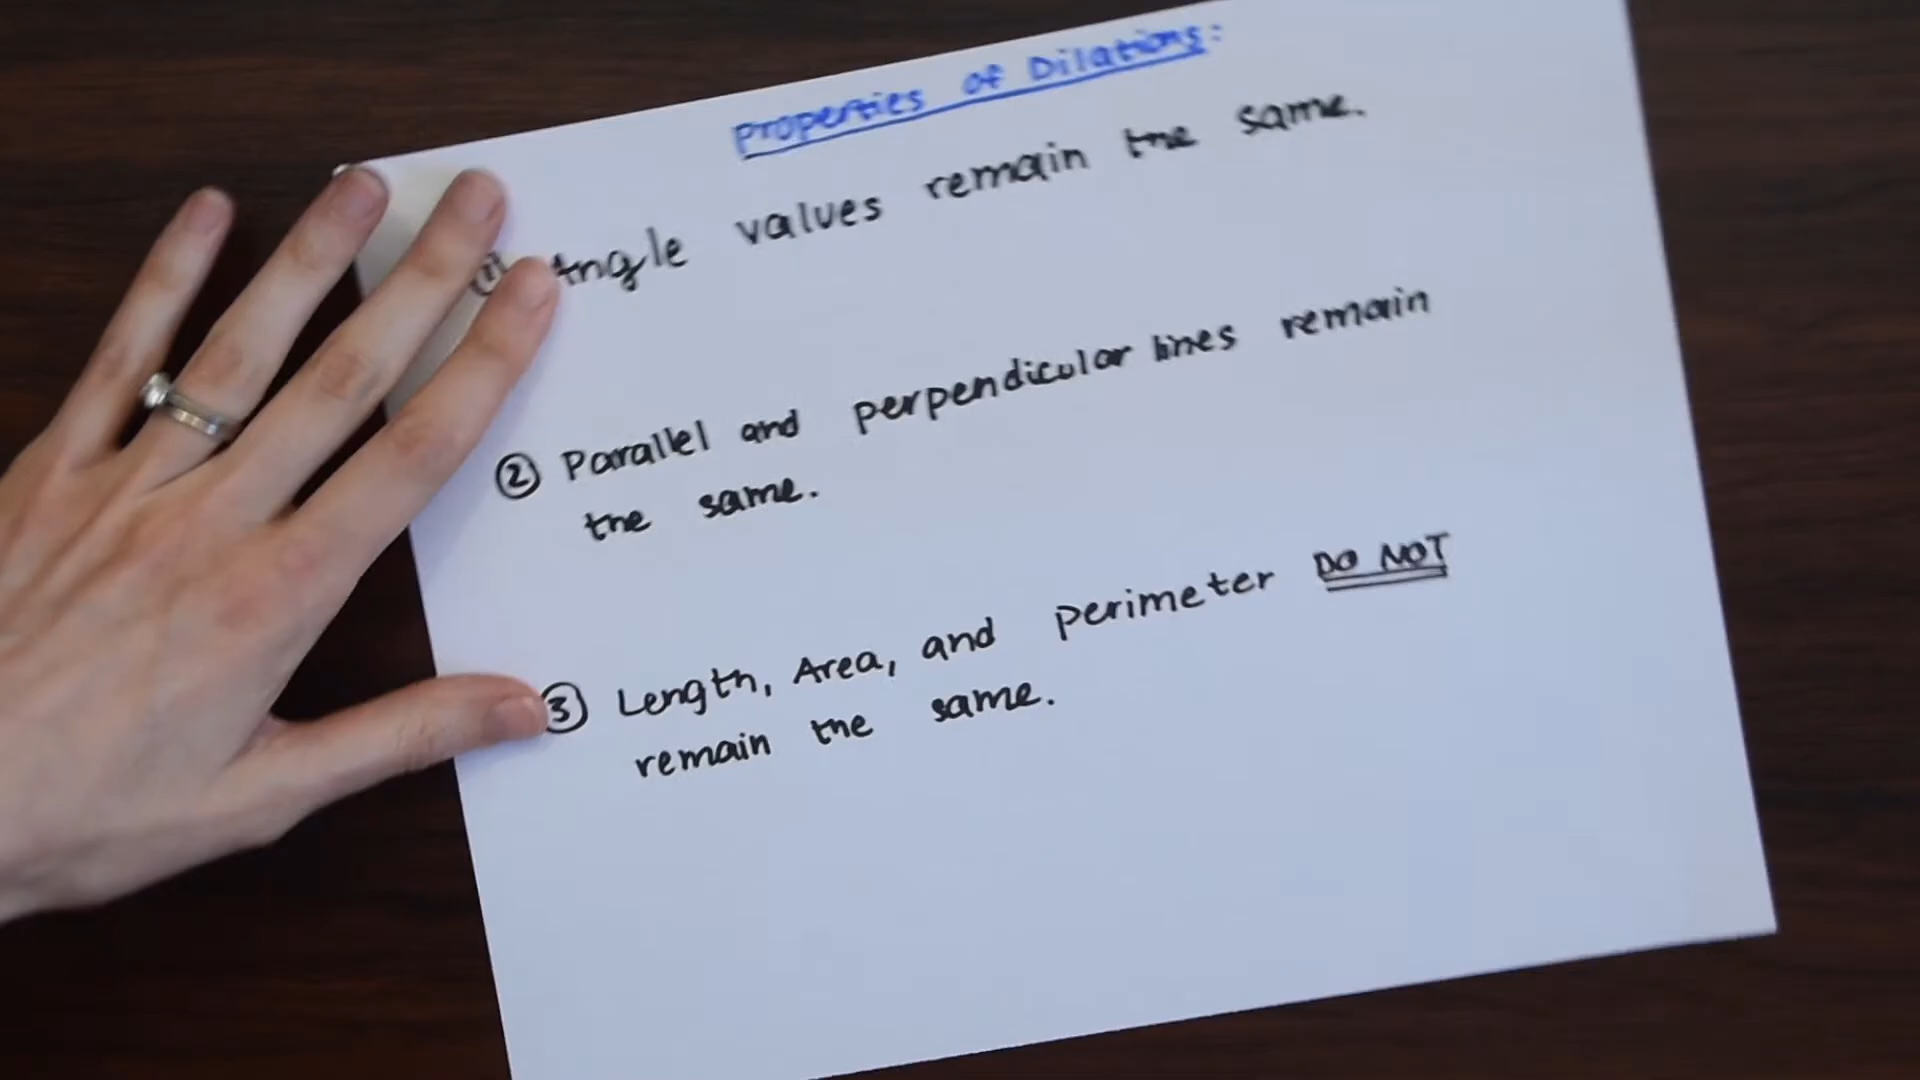 Properties of Dilations:
① Angle values remain the same.
② Parallel and perpendicular lines remain
the same.
③ Length, Area, and perimeter DO NOT
remain the same.